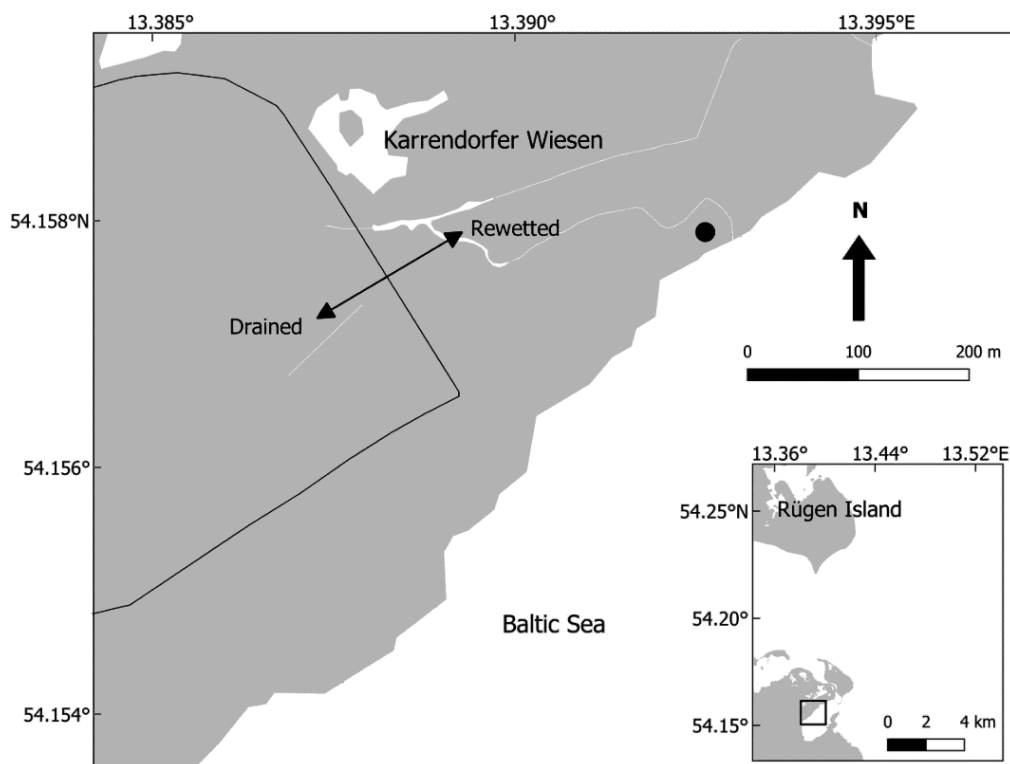 13.385°
13.390°
13.395°E
Karrendorfer Wiesen
54.158°N
Rewetted
N
Drained
0 100 200 m
54.156°
13.36° 13.44° 13.52°E
54.25°N
Rügen Island
54.20°
Baltic Sea
54.154°
54.15°
0 2 4 km